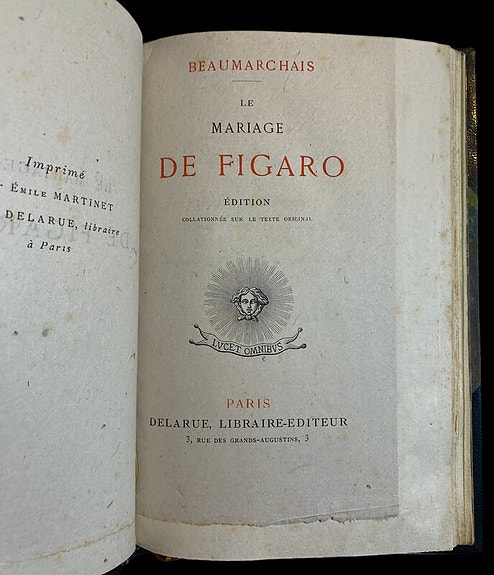 Imprimé
ÉMILE MARTINET
DELARUE, libraire
à Paris
BEAUMARCHAIS
LE
MARIAGE
DE FIGARO
ÉDITION
COLLATIONNÉE SUR LE TEXTE ORIGINAL
LVCET OMNIBVS
PARIS
DELARUE, LIBRAIRE-EDITEUR
3, RUE DES GRANDS-AUGUSTINS, 3